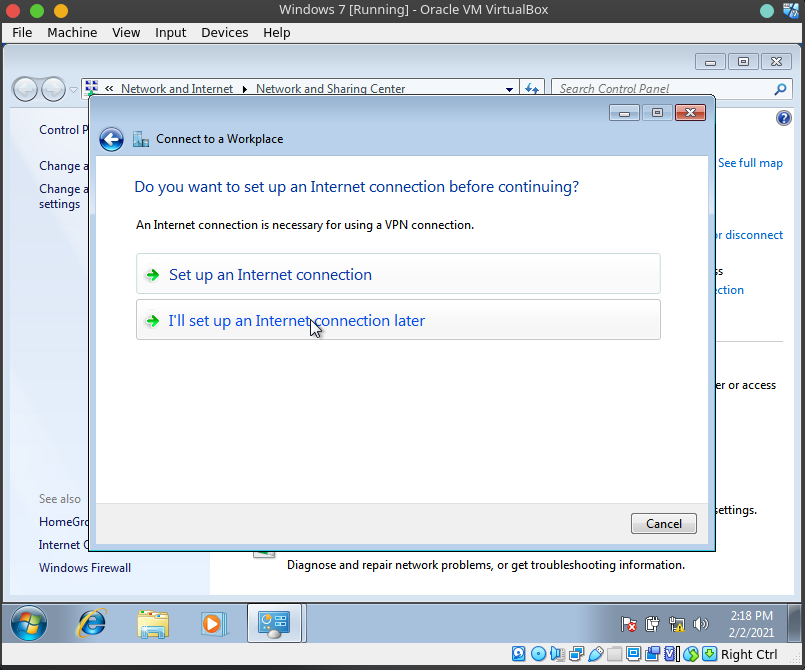 Windows 7 [Running] - Oracle VM VirtualBox
File Machine View Input Devices Help
« Network and Internet Network and Sharing Center
Search Control Panel
Control P
Connect to a Workplace
Change a
See full map
Change a
settings
Do you want to set up an Internet connection before continuing?
An Internet connection is necessary for using a VPN connection.
or disconnect
Set up an Internet connection
ss
ction
I'll set up an Internet connection later
er or access
See also
HomeGro
settings.
Cancel
Internet O
Diagnose and repair network problems, or get troubleshooting information.
Windows Firewall
2:18 PM
2/2/2021
Right Ctrl